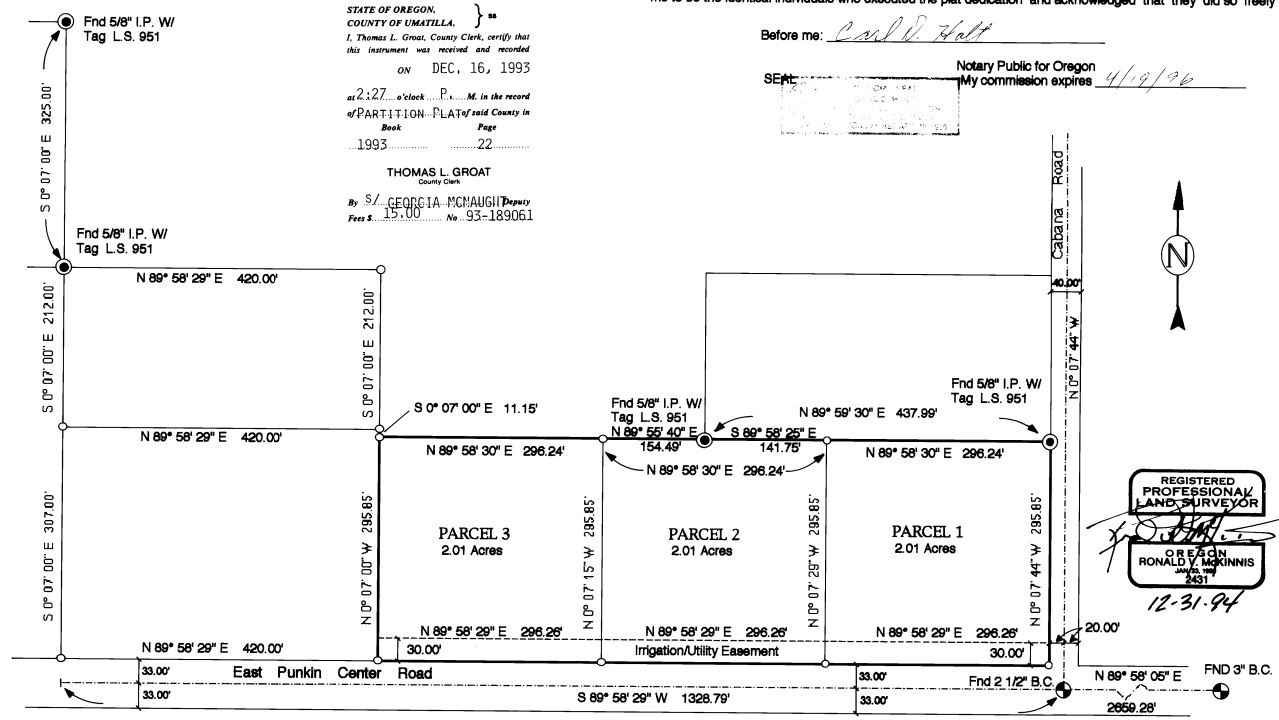 me to be the identical individuals who executed the plat dedication and acknowledged that they did so freely
Before me: Carl D. Holt
Notary Public for Oregon
SEAL
My commission expires 4/19/96
STATE OF OREGON,
COUNTY OF UMATILLA, } ss
I, Thomas L. Groat, County Clerk, certify that
this instrument was received and recorded
ON DEC, 16, 1993
at 2:27 o'clock P. M. in the record
of PARTITION PLAT of said County in
Book Page
1993 22
THOMAS L. GROAT
County Clerk
By S/ GEORGIA MCNAUGHT Deputy
Fees $ 15.00 No 93-189061
Fnd 5/8" I.P. W/
Tag L.S. 951
S 0° 07' 00" E 325.00'
Fnd 5/8" I.P. W/
Tag L.S. 951
N 89° 58' 29" E 420.00'
S 0° 07' 00" E 212.00'
S 0° 07' 00" E 212.00'
Cabana Road
N
40.00'
N 0° 07' 44" W
S 0° 07' 00" E 11.15'
N 89° 58' 29" E 420.00'
Fnd 5/8" I.P. W/
Tag L.S. 951
N 89° 55' 40" E
154.49'
S 89° 58' 25" E
141.75'
N 89° 59' 30" E 437.99'
Fnd 5/8" I.P. W/
Tag L.S. 951
N 89° 58' 30" E 296.24'
N 89° 58' 30" E 296.24'
N 89° 58' 30" E 296.24'
S 0° 07' 00" E 307.00'
N 0° 07' 00" W 295.85'
PARCEL 3
2.01 Acres
N 0° 07' 15" W 295.85'
PARCEL 2
2.01 Acres
N 0° 07' 29" W 295.85'
PARCEL 1
2.01 Acres
N 0° 07' 44" W 295.85'
REGISTERED
PROFESSIONAL
LAND SURVEYOR
OREGON
RONALD V. McKINNIS
2431
12-31-94
N 89° 58' 29" E 296.26'
N 89° 58' 29" E 296.26'
N 89° 58' 29" E 296.26'
20.00'
N 89° 58' 29" E 420.00'
30.00'
Irrigation/Utility Easement
30.00'
33.00'
East Punkin Center Road
33.00'
Fnd 2 1/2" B.C.
N 89° 58' 05" E
FND 3" B.C.
33.00'
S 89° 58' 29" W 1328.79'
33.00'
2659.28'